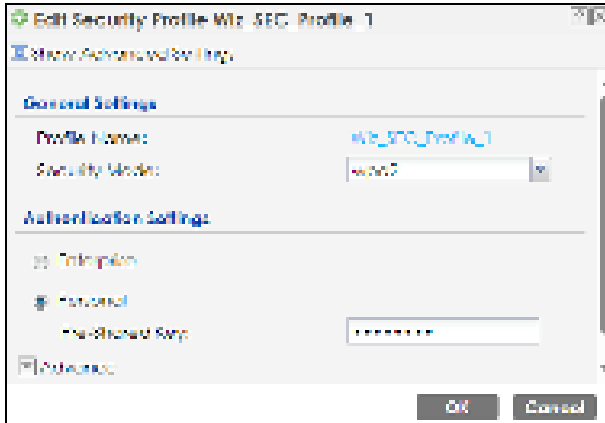 Edit Security Profile Wiz_SEC_Profile_1
Show Advanced Settings
General Settings
Profile Name: Wiz_SEC_Profile_1
Security Mode: wpa2
Authentication Settings
Enterprise
Personal
Pre-Shared Key: ••••••••
Advance
OK Cancel